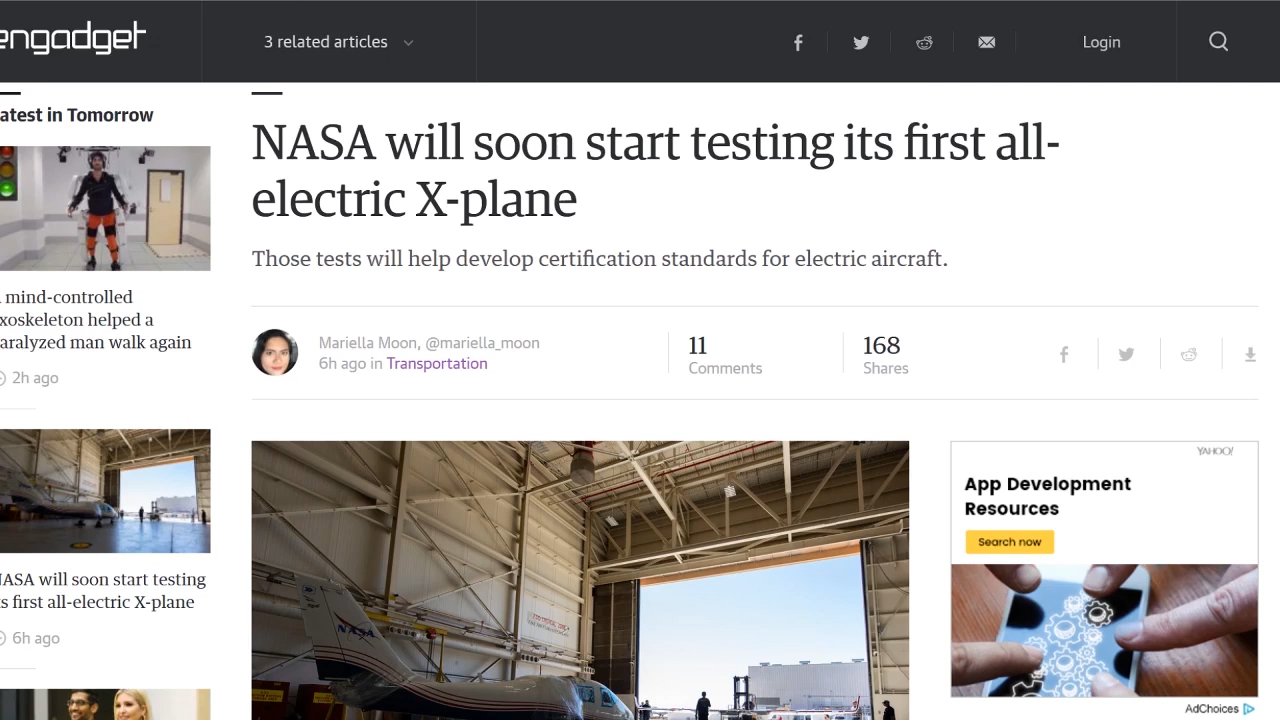 engadget
3 related articles
Login
atest in Tomorrow
mind-controlled
xoskeleton helped a
aralyzed man walk again
2h ago
NASA will soon start testing
s first all-electric X-plane
6h ago
NASA will soon start testing its first all-
electric X-plane
Those tests will help develop certification standards for electric aircraft.
Mariella Moon, @mariella_moon
6h ago in Transportation
11
Comments
168
Shares
NASA
YAHOO!
App Development
Resources
Search now
AdChoices